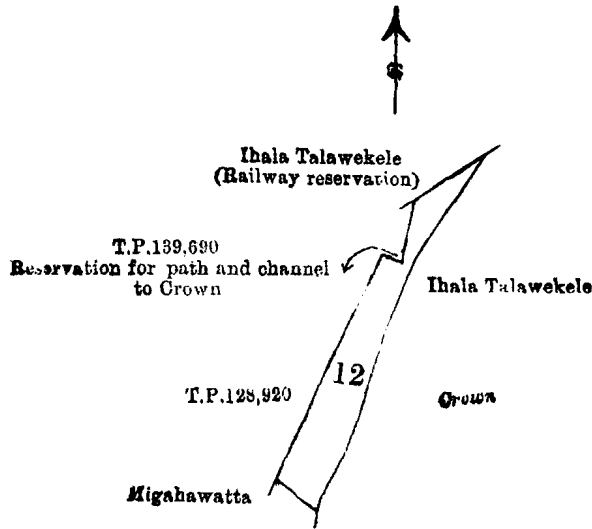 Ihala Talawekele
(Railway reservation)
T.P.139,690
Reservation for path and channel
to Crown
Ihala Talawekele
12
T.P.128,920
Crown
Migahawatta